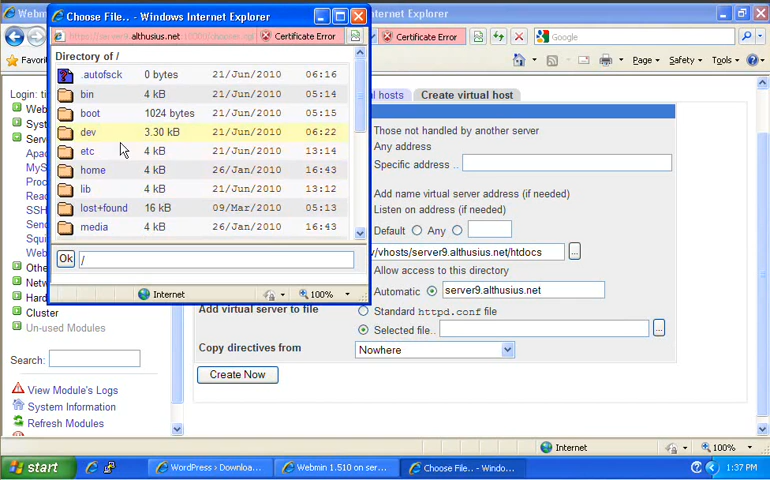 Choose File.. - Windows Internet Explorer
Internet Explorer
althusius.net
Certificate Error
Certificate Error
Google
Favori
Page
Safety
Tools
Directory of /
.autofsck 0 bytes 21/Jun/2010 06:16
bin 4 kB 21/Jun/2010 05:14
boot 1024 bytes 21/Jun/2010 05:15
dev 3.30 kB 21/Jun/2010 06:22
etc 4 kB 21/Jun/2010 13:14
home 4 kB 26/Jan/2010 16:43
lib 4 kB 21/Jun/2010 13:12
lost+found 16 kB 09/Mar/2010 05:13
media 4 kB 26/Jan/2010 16:43
Ok /
Internet 100%
Login: ti
Web
Sys
Serve
Apa
MyS
Proc
Rea
SSH
Sen
Squi
Web
Othe
Netw
Hard
Cluster
Un-used Modules
Search:
View Module's Logs
System Information
Refresh Modules
al hosts
Create virtual host
Those not handled by another server
Any address
Specific address ..
Add name virtual server address (if needed)
Listen on address (if needed)
Default Any
/vhosts/server9.althusius.net/htdocs ...
Allow access to this directory
Automatic server9.althusius.net
Add virtual server to file
Standard httpd.conf file
Selected file.. ...
Copy directives from Nowhere
Create Now
Internet 100%
start
WordPress › Downloa...
Webmin 1.510 on ser...
Choose File.. - Windo...
1:37 PM